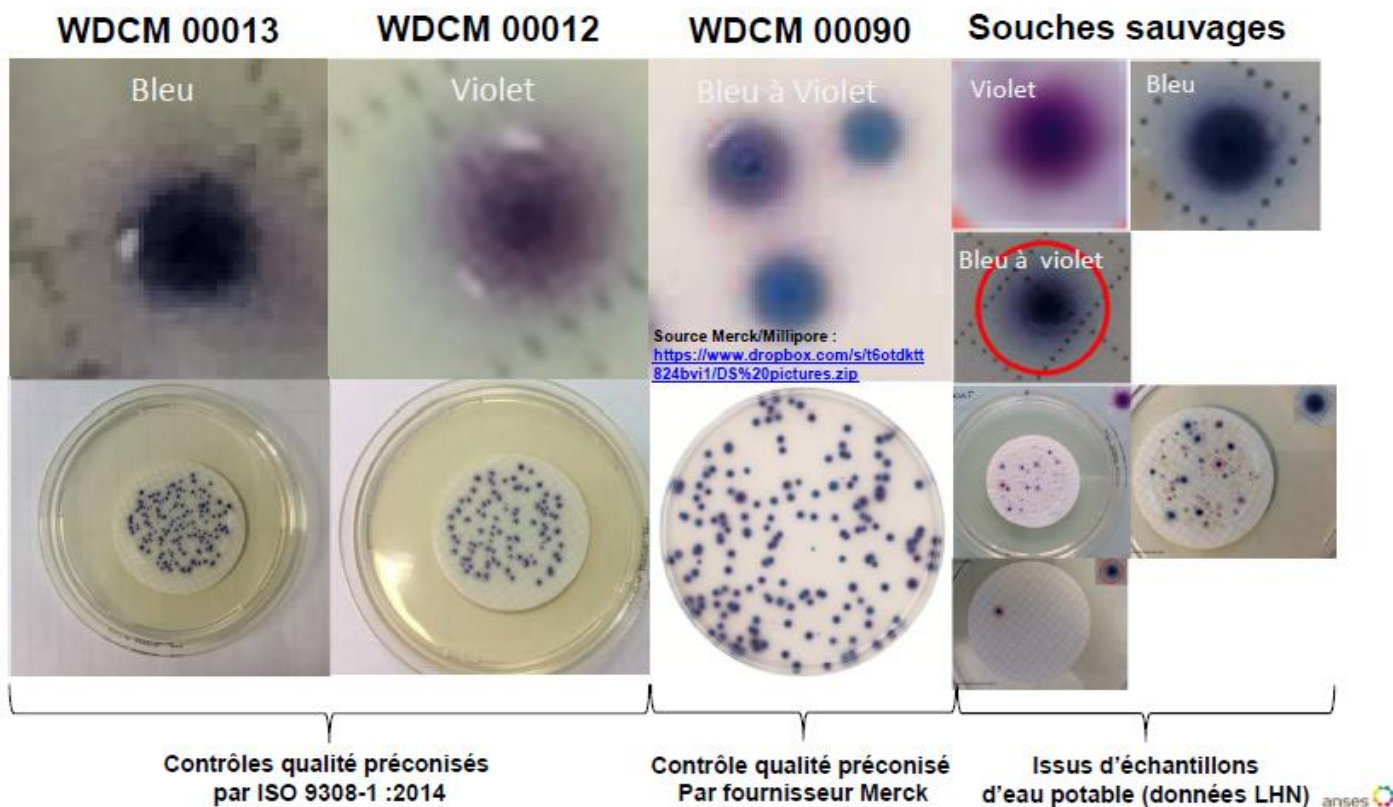 WDCM 00013
WDCM 00012
WDCM 00090
Souches sauvages
Bleu
Violet
Bleu à Violet
Violet
Bleu
Bleu à violet
Source Merck/Millipore :
https://www.dropbox.com/s/t6otdktt
824bvi1/DS%20pictures.zip
Contrôles qualité préconisés
par ISO 9308-1 :2014
Contrôle qualité préconisé
Par fournisseur Merck
Issus d'échantillons
d'eau potable (données LHN)
anses